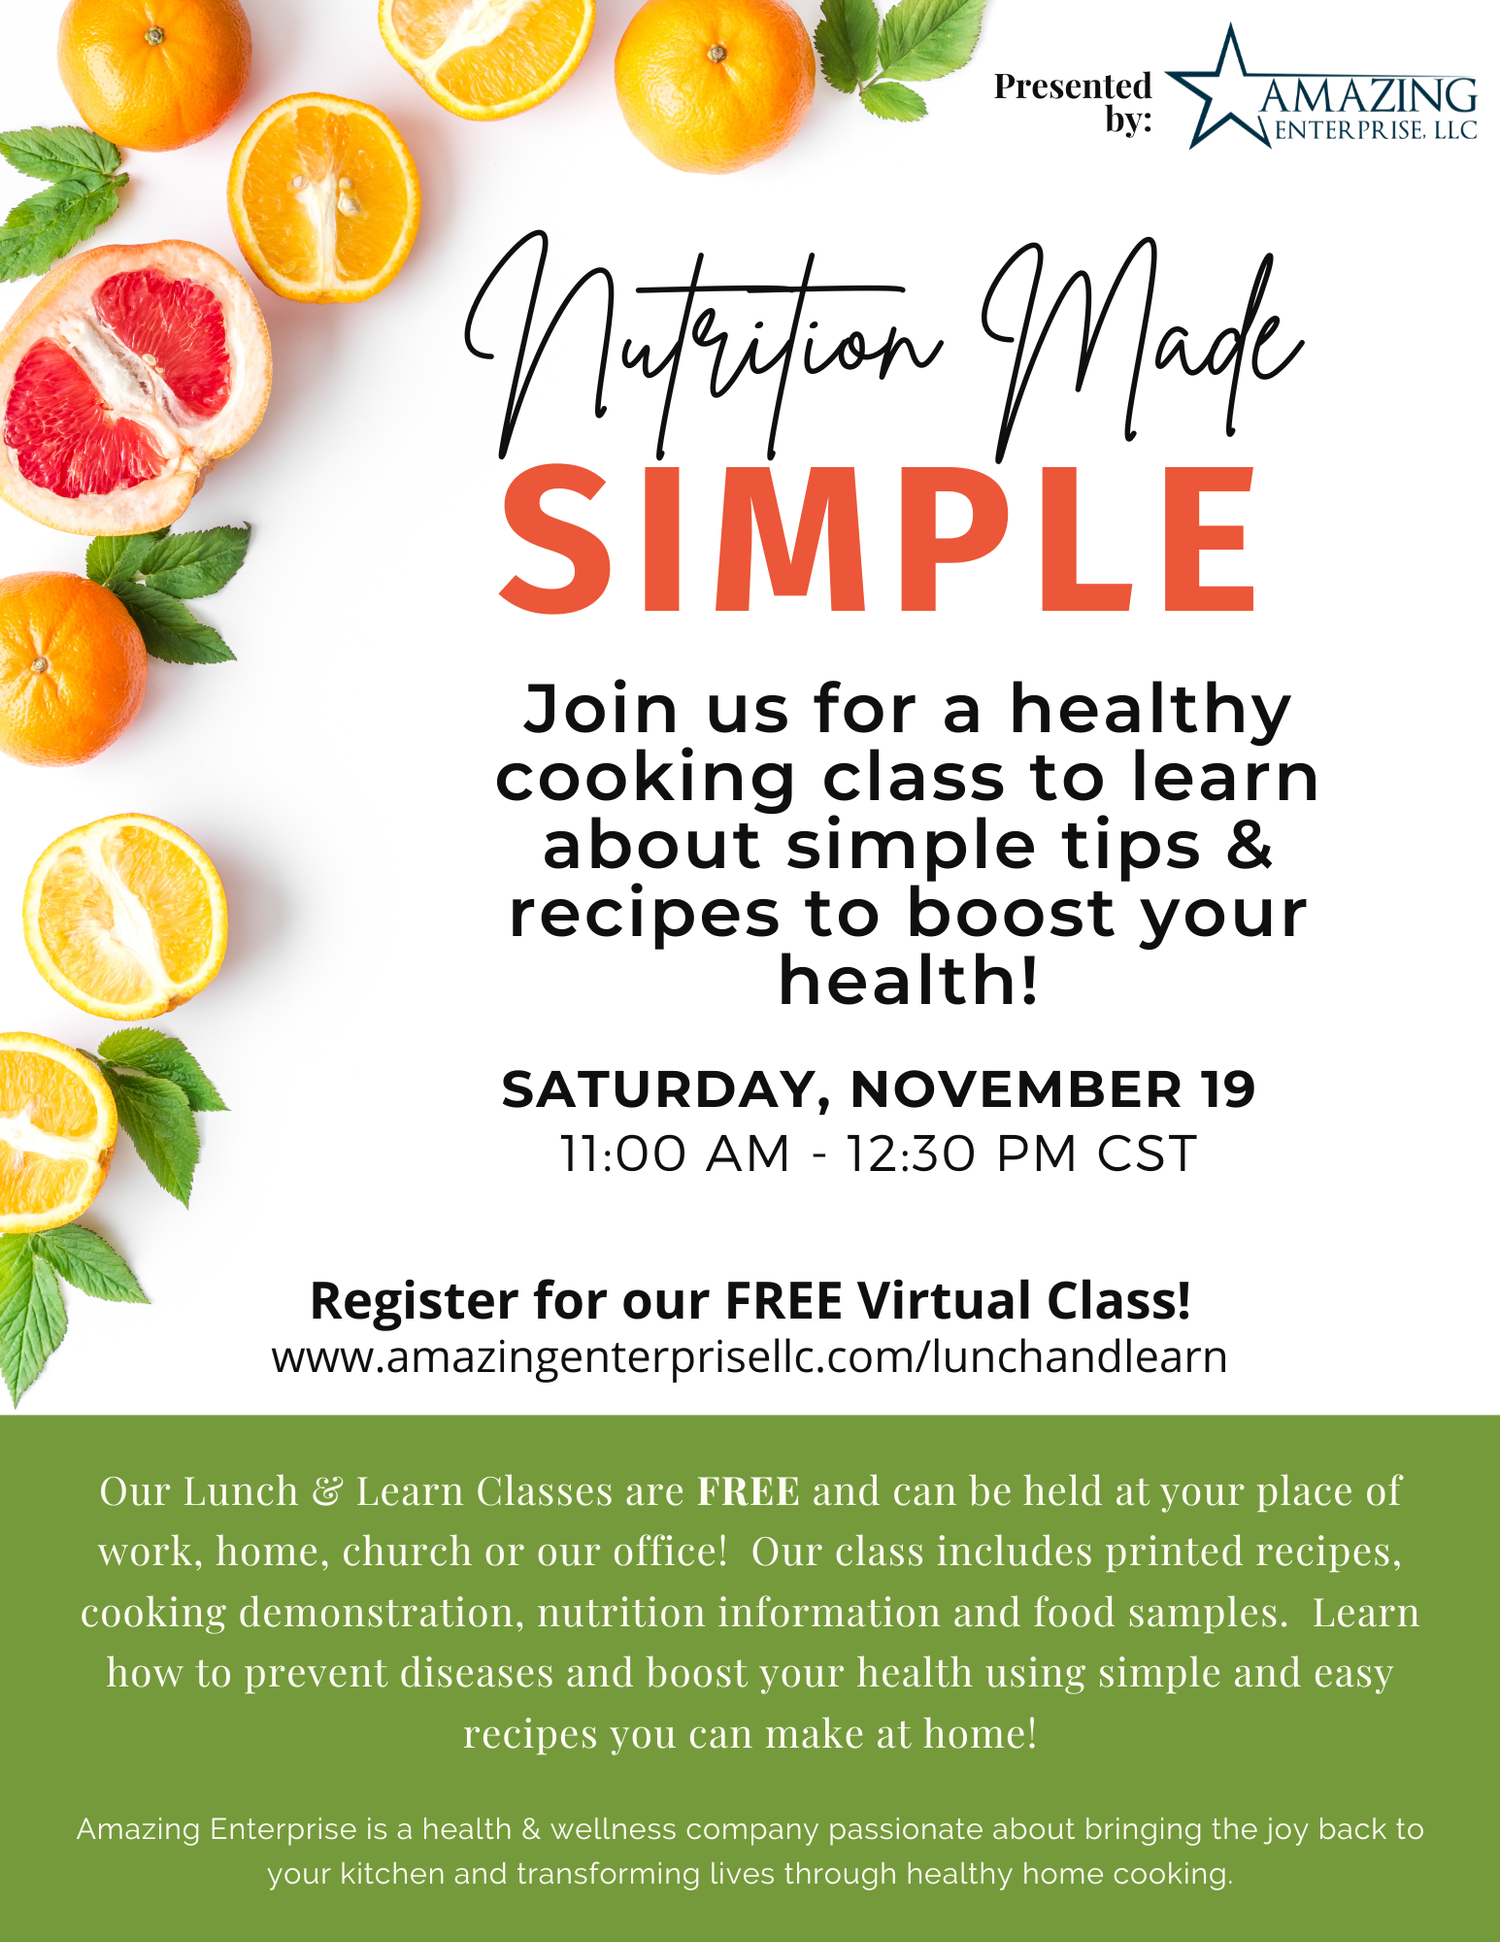 Presented
by:
AMAZING
ENTERPRISE, LLC
Nutrition Made
SIMPLE
Join us for a healthy
cooking class to learn
about simple tips &
recipes to boost your
health!
SATURDAY, NOVEMBER 19
11:00 AM - 12:30 PM CST
Register for our FREE Virtual Class!
www.amazingenterprisellc.com/lunchandlearn
Our Lunch & Learn Classes are FREE and can be held at your place of
work, home, church or our office!  Our class includes printed recipes,
cooking demonstration, nutrition information and food samples.  Learn
how to prevent diseases and boost your health using simple and easy
recipes you can make at home!
Amazing Enterprise is a health & wellness company passionate about bringing the joy back to
your kitchen and transforming lives through healthy home cooking.